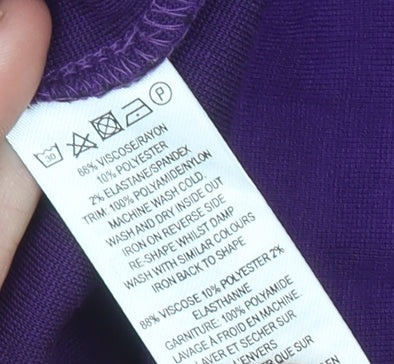 30 P
88% VISCOSE/RAYON
10% POLYESTER
2% ELASTANE/SPANDEX
TRIM. 100% POLYAMIDE/NYLON
MACHINE WASH COLD.
WASH AND DRY INSIDE OUT
IRON ON REVERSE SIDE
RE-SHAPE WHILST DAMP
WASH WITH SIMILAR COLOURS
IRON BACK TO SHAPE
88% VISCOSE 10% POLYESTER 2%
ELASTHANNE
GARNITURE: 100% POLYAMIDE
LAVAGE A FROID EN MACHINE.
LAVER ET SECHER SUR
L'ENVERS
SUR